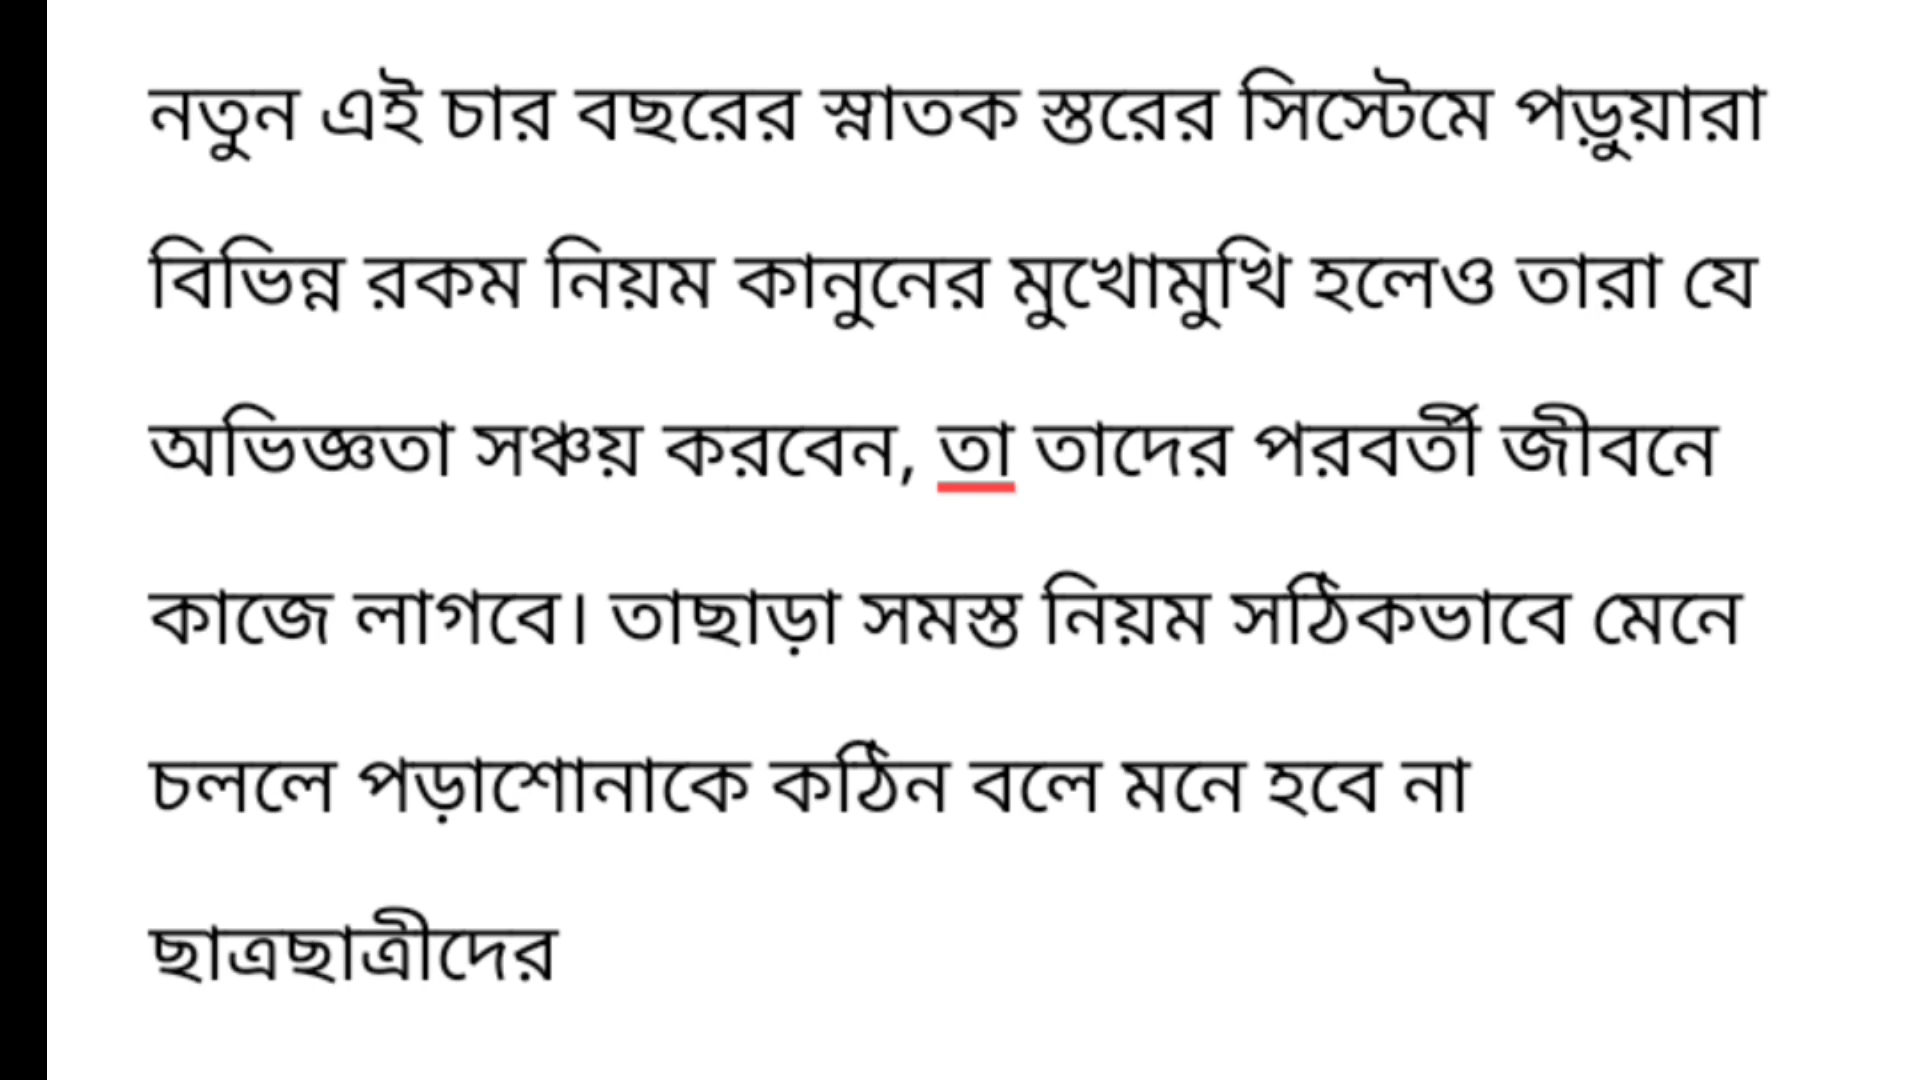 নতুন এই চার বছরের স্নাতক স্তরের সিস্টেমে পড়ুয়ারা
বিভিন্ন রকম নিয়ম কানুনের মুখোমুখি হলেও তারা যে
অভিজ্ঞতা সঞ্চয় করবেন, তা তাদের পরবর্তী জীবনে
কাজে লাগবে। তাছাড়া সমস্ত নিয়ম সঠিকভাবে মেনে
চললে পড়াশোনাকে কঠিন বলে মনে হবে না
ছাত্রছাত্রীদের